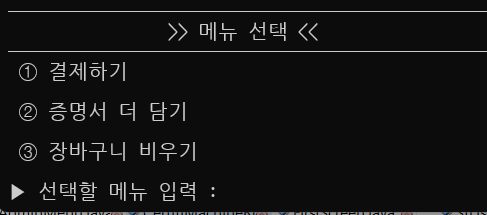 >> 메뉴 선택 <<
① 결제하기
② 증명서 더 담기
③ 장바구니 비우기
▶ 선택할 메뉴 입력 :